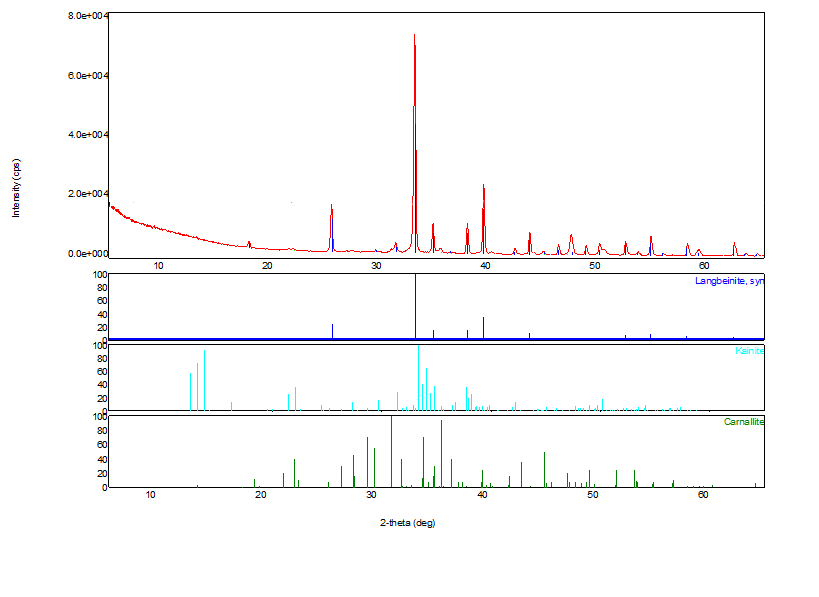 8.0e+004
6.0e+004
4.0e+004
2.0e+004
0.0e+000
Intensity (cps)
10 20 30 40 50 60
100
80
60
40
20
0
Langbeinite, syn
100
80
60
40
20
0
Kainite
100
80
60
40
20
0
Carnallite
10 20 30 40 50 60
2-theta (deg)